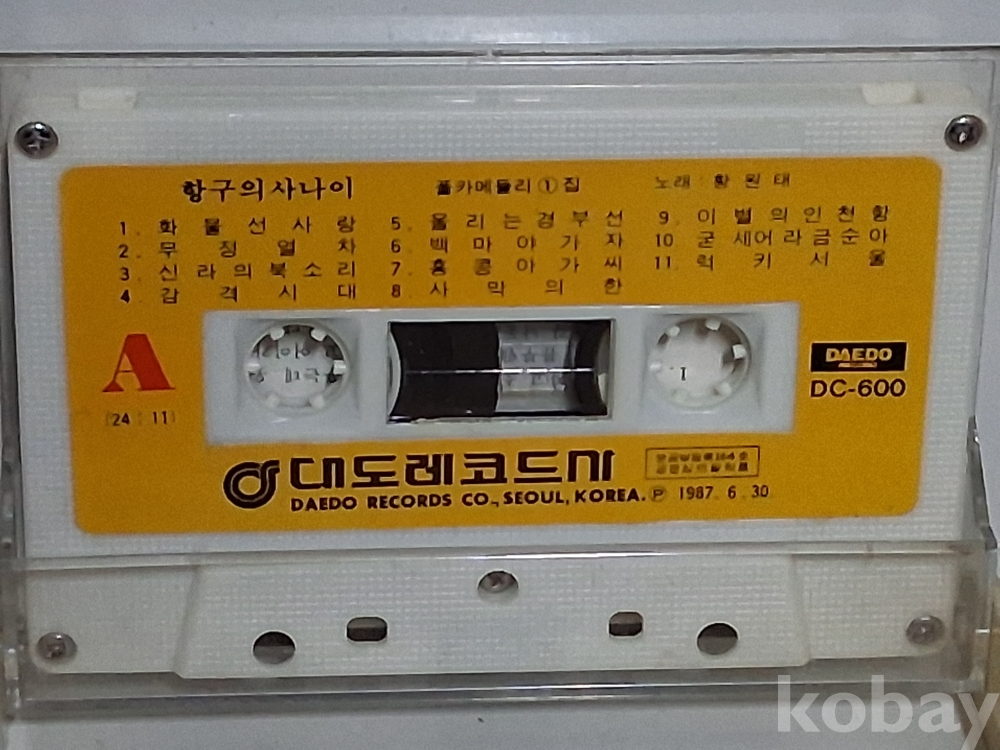 항구의사나이 폴카메들리 ① 집 노래 : 황 원 태
1. 화 물 선 사 랑
2. 무 정 열 차
3. 신 라 의 북 소 리
4. 감 격 시 대
5. 울 리 는 경 부 선
6. 백 마 야 가 자
7. 홍 콩 아 가 씨
8. 사 막 의 한
9. 이 별 의 인 천 항
10. 굳 세 어 라 금 순 아
11. 럭 키 서 울
A
(24 : 11)
DAEDO
DC-600
대도레코드사
DAEDO RECORDS CO., SEOUL, KOREA. Ⓟ 1987. 6. 30.
kobay